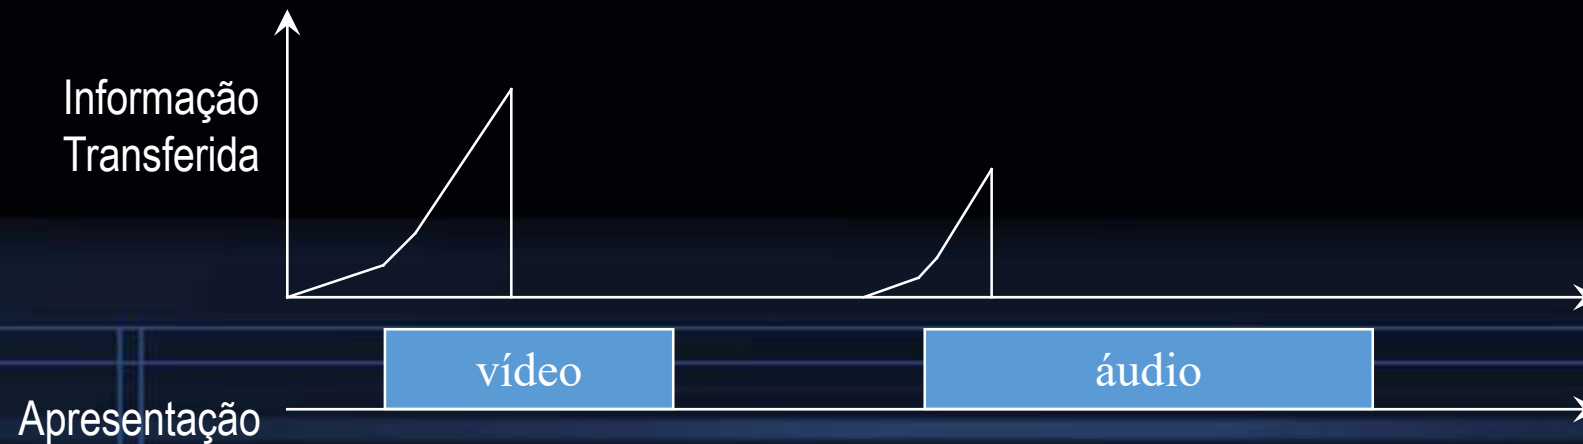 Informação
Transferida
vídeo
áudio
Apresentação